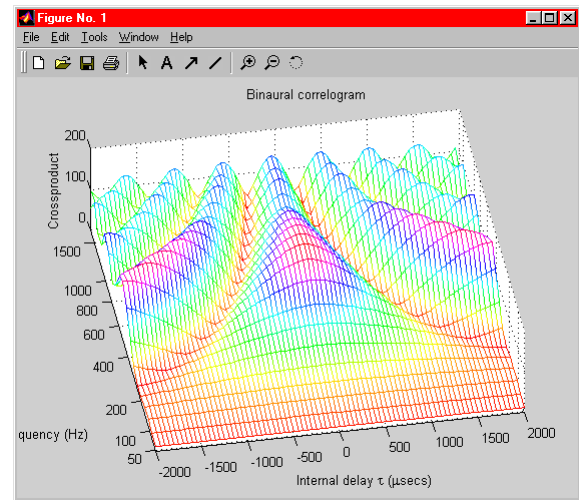 Figure No. 1
File Edit Tools Window Help
A
Binaural correlogram
200
100
0
Crossproduct
1500
1000
800
600
400
200
100
50
quency (Hz)
-2000 -1500 -1000 -500 0 500 1000 1500 2000
Internal delay τ (μsecs)